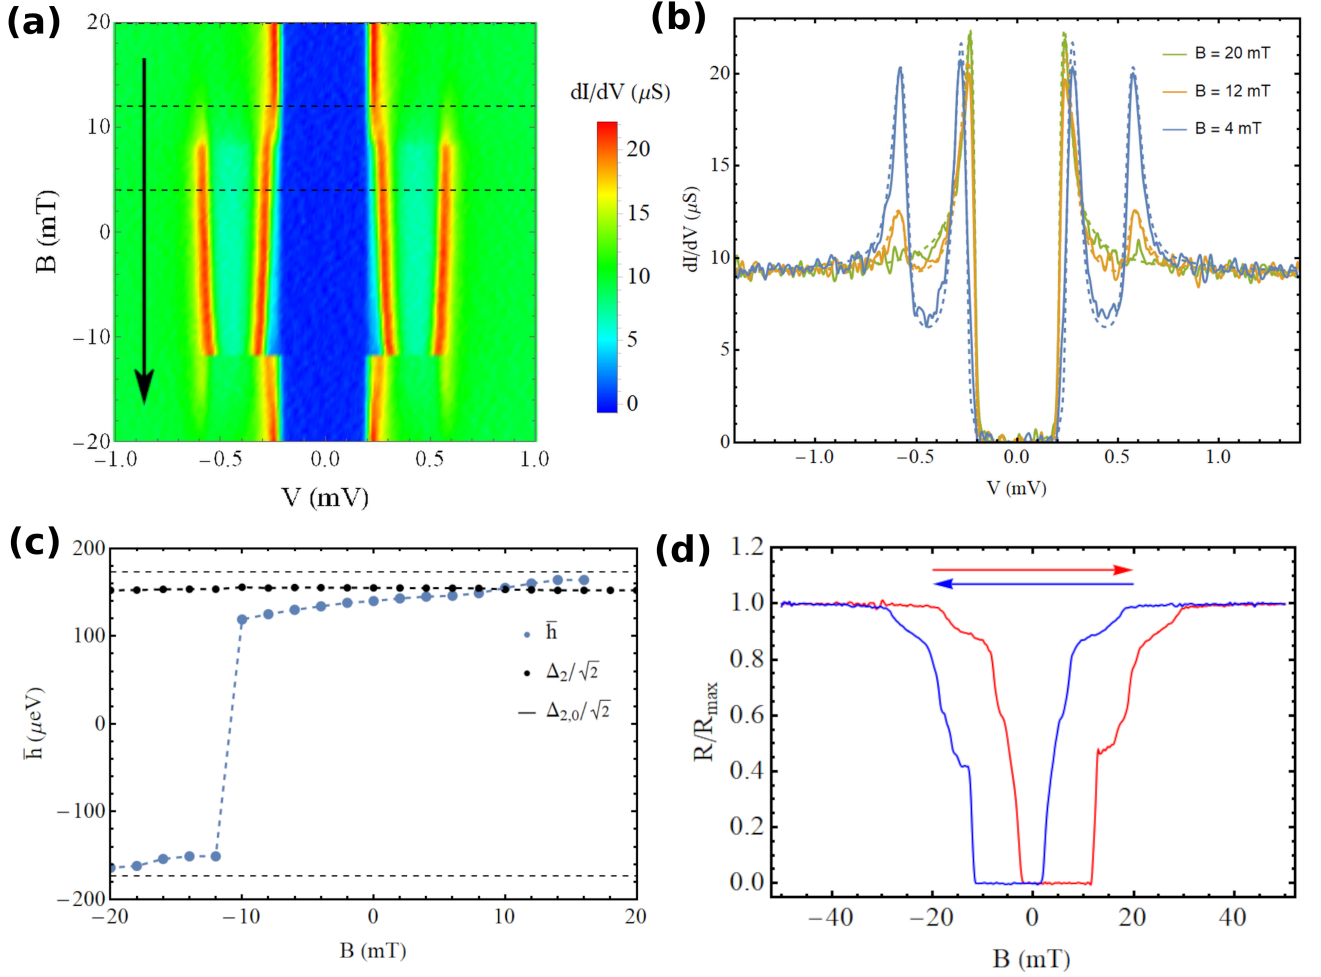 (a)
20
10
0
−10
−20
B (mT)
−1.0 −0.5 0.0 0.5 1.0
V (mV)
dI/dV (μS)
20
15
10
5
0
(b)
20
15
10
5
0
dI/dV (μS)
B = 20 mT
B = 12 mT
B = 4 mT
−1.0 −0.5 0.0 0.5 1.0
V (mV)
(c)
200
100
0
−100
−200
h̄ (μeV)
h̄
Δ₂/√2
Δ₂,₀/√2
−20 −10 0 10 20
B (mT)
(d)
1.2
1.0
0.8
0.6
0.4
0.2
0.0
R/Rmax
−40 −20 0 20 40
B (mT)